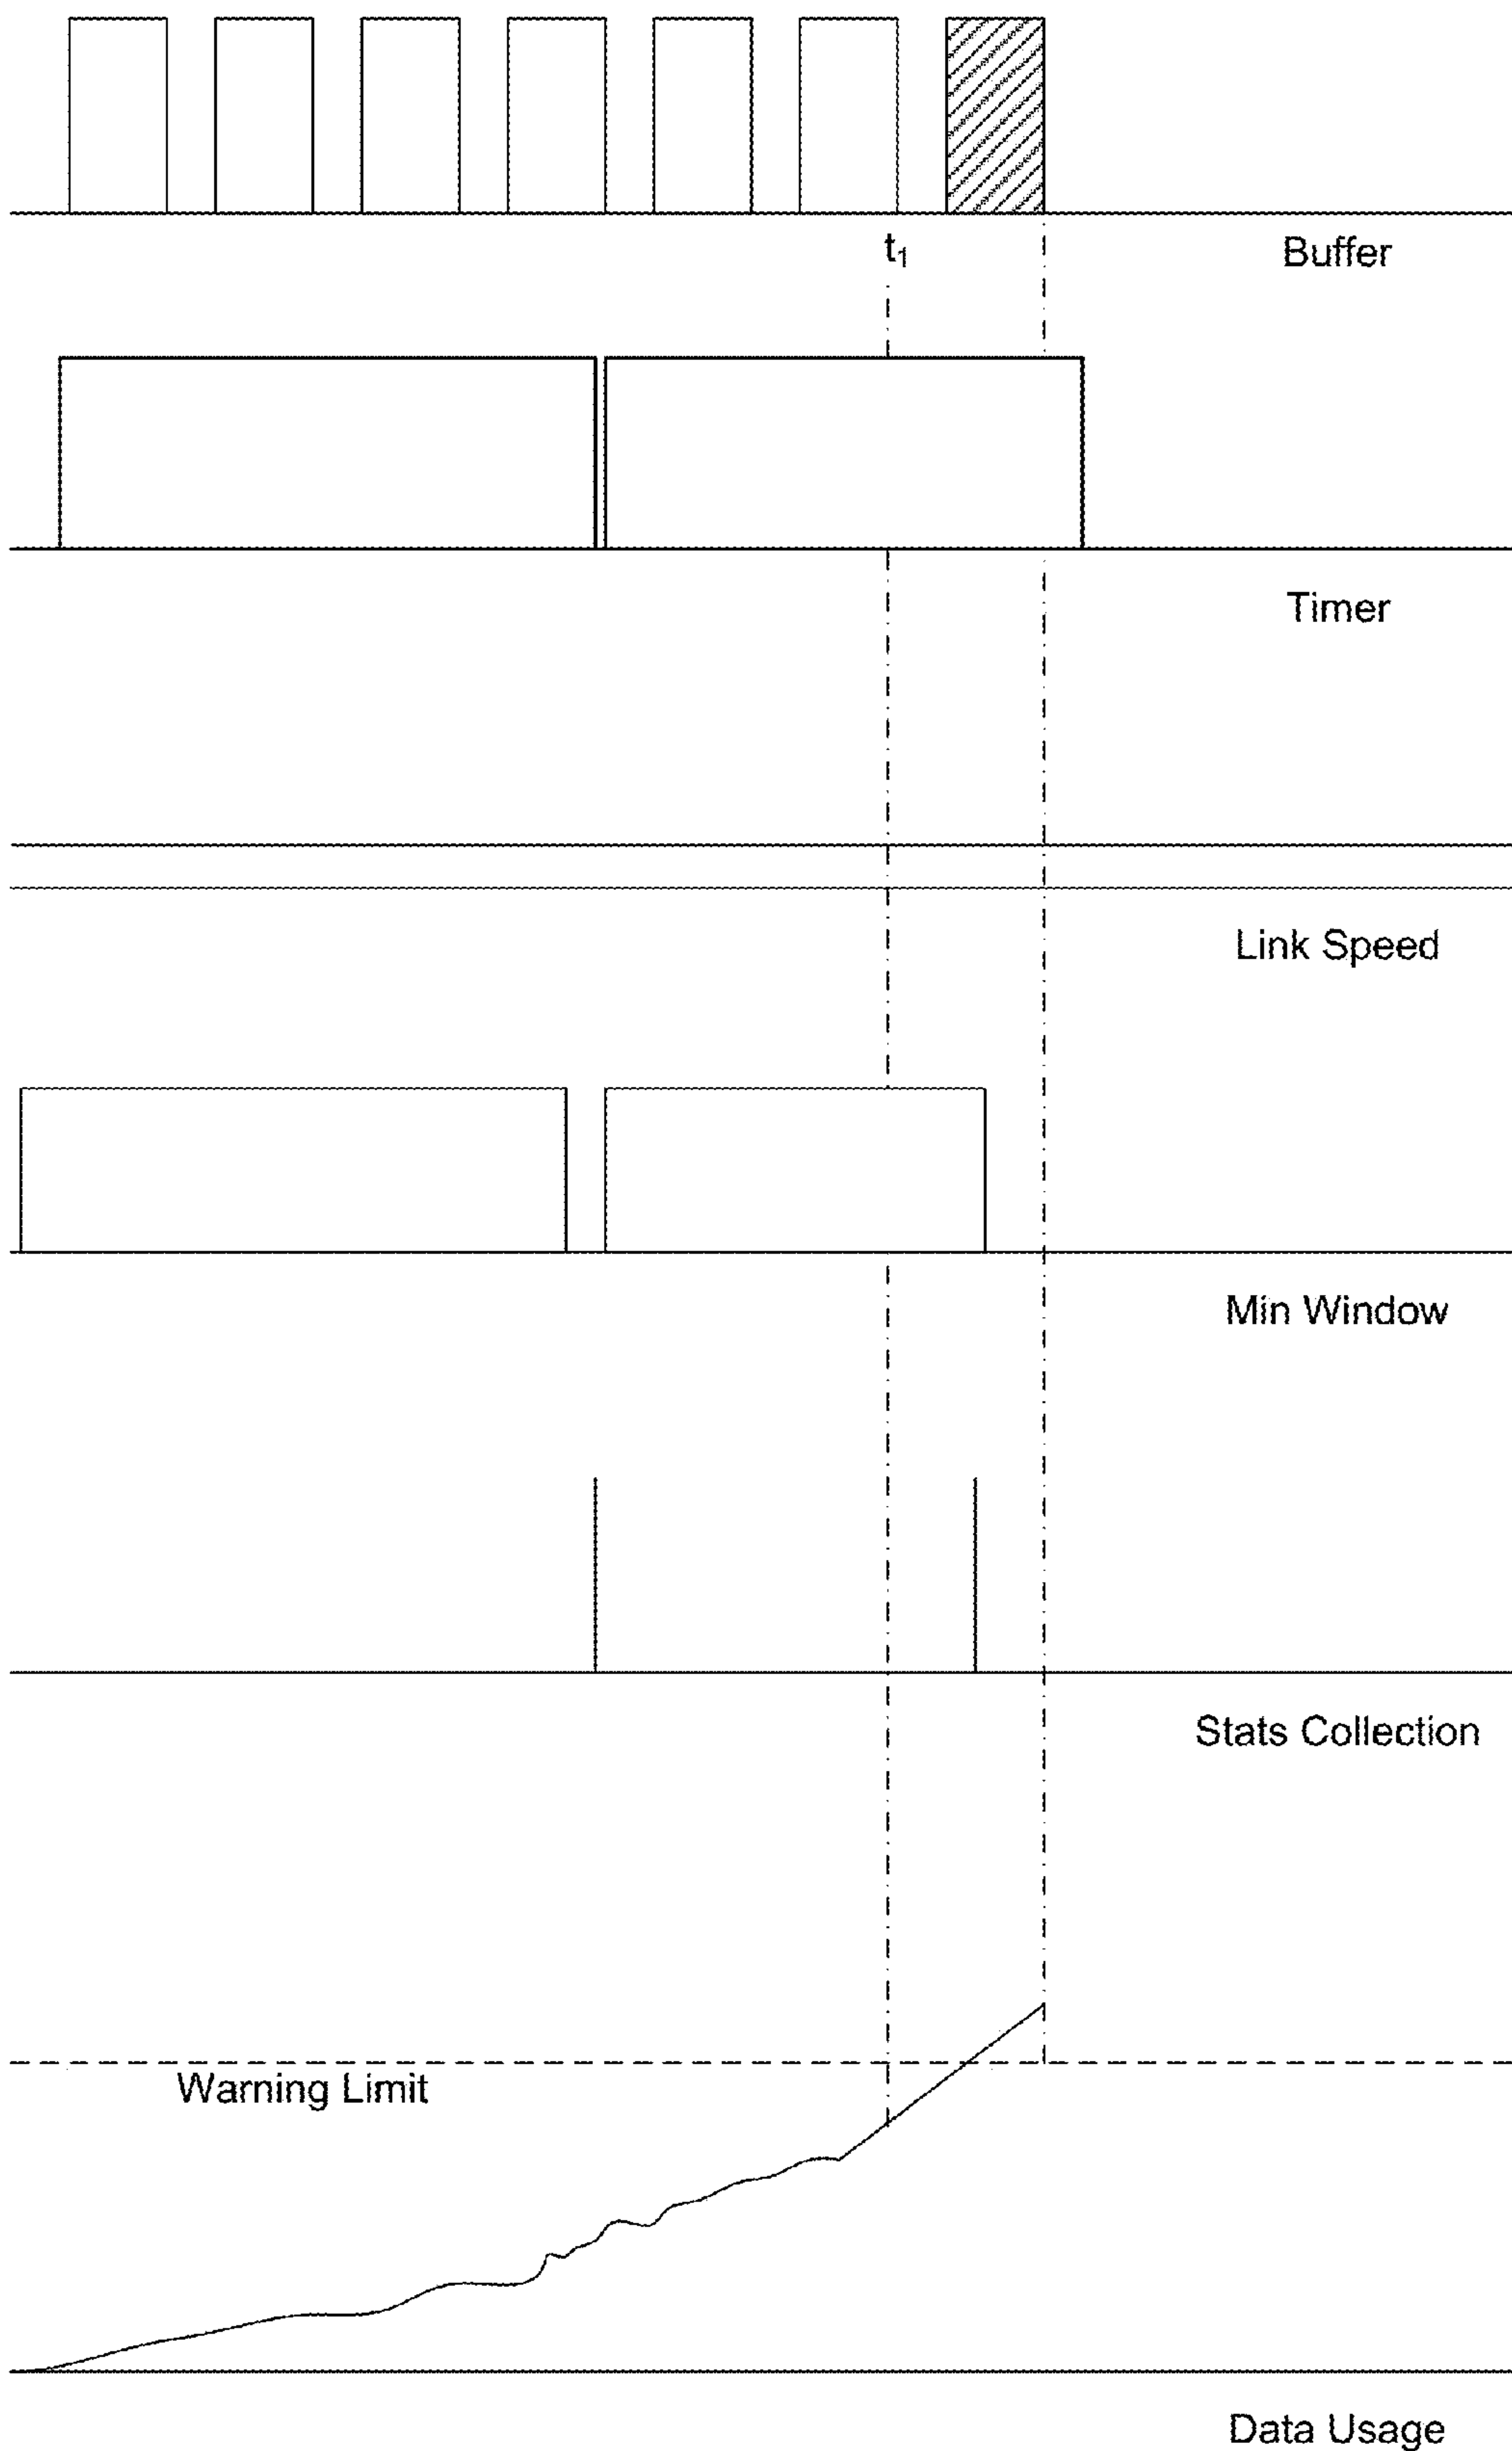 t₁
Buffer
Timer
Link Speed
Min Window
Stats Collection
Warning Limit
Data Usage